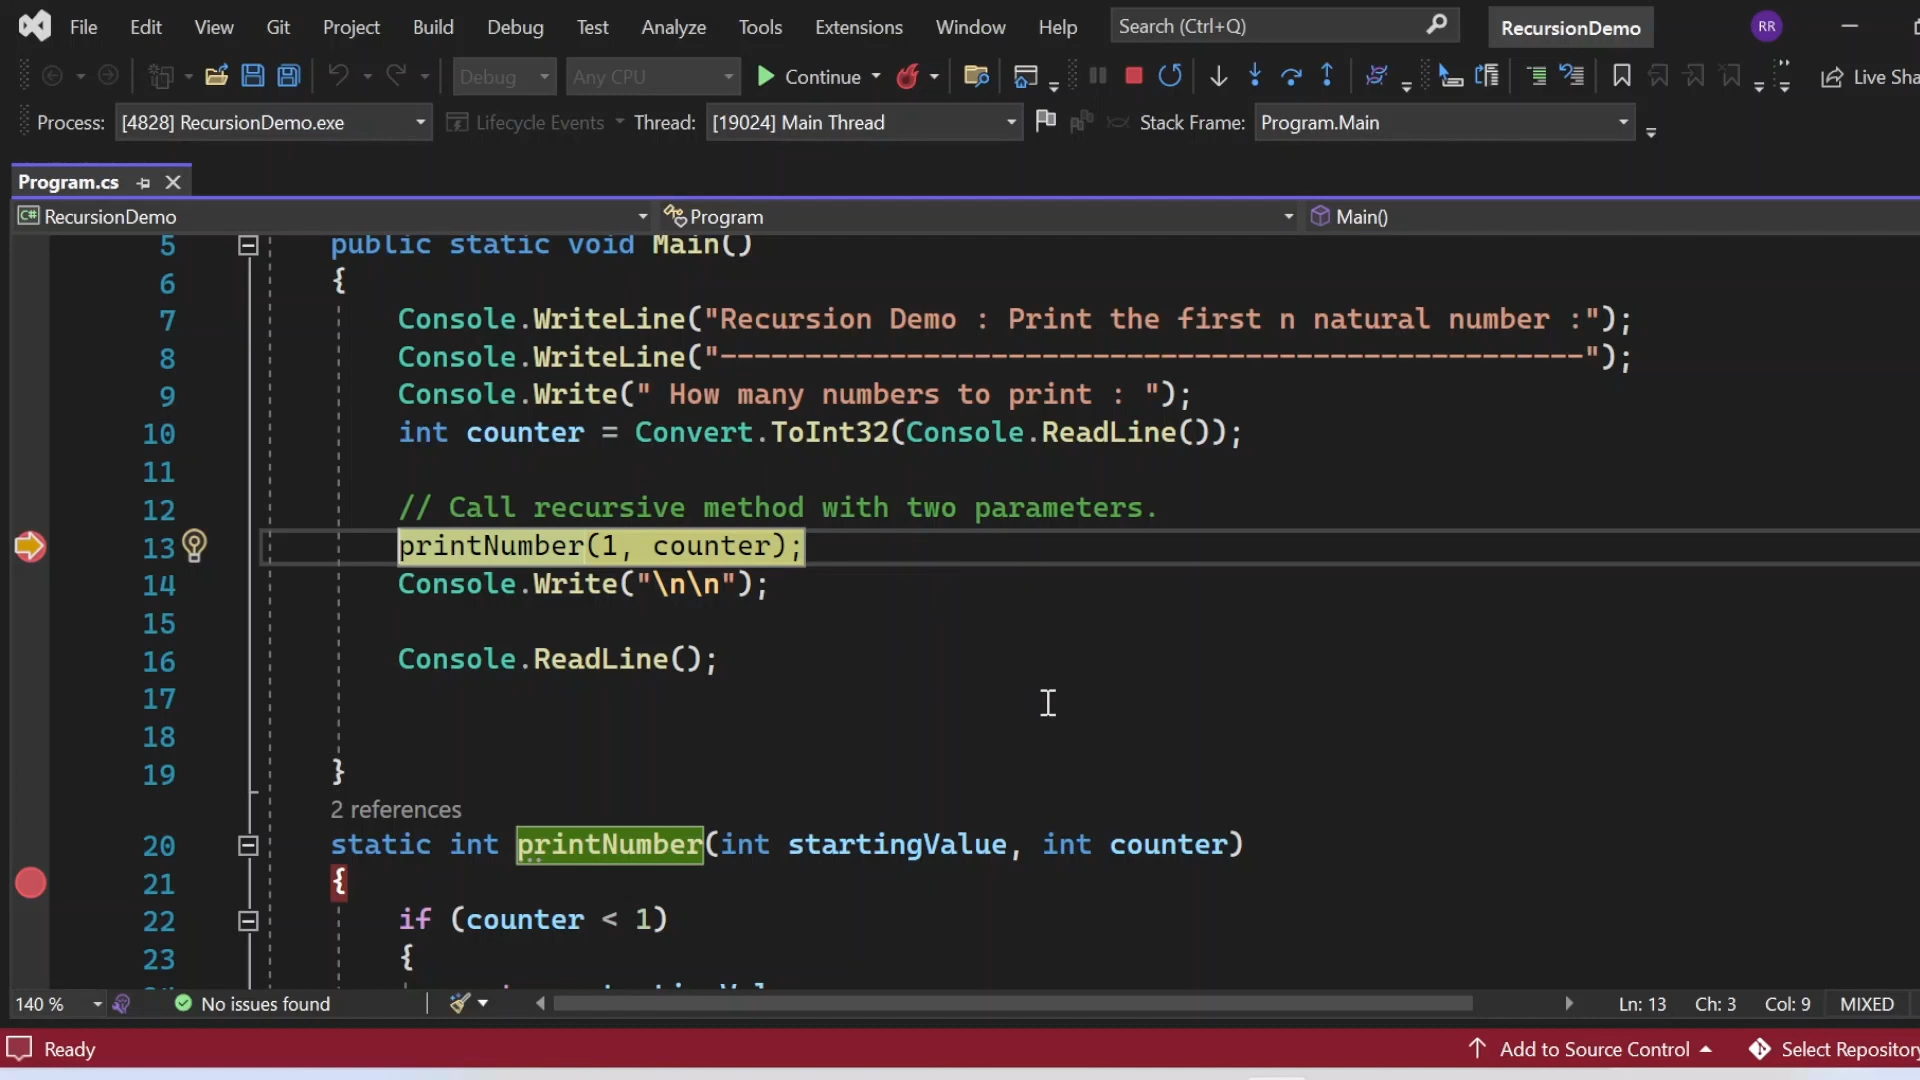 File Edit View Git Project Build Debug Test Analyze Tools Extensions Window Help Search (Ctrl+Q) RecursionDemo RR
Debug Any CPU Continue Live Sha
Process: [4828] RecursionDemo.exe Lifecycle Events Thread: [19024] Main Thread Stack Frame: Program.Main
Program.cs
C# RecursionDemo Program Main()
5 public static void Main()
6 {
7 Console.WriteLine("Recursion Demo : Print the first n natural number :");
8 Console.WriteLine("---------------------------------------------------");
9 Console.Write(" How many numbers to print : ");
10 int counter = Convert.ToInt32(Console.ReadLine());
11
12 // Call recursive method with two parameters.
13 printNumber(1, counter);
14 Console.Write("\n\n");
15
16 Console.ReadLine();
17
18
19 }
2 references
20 static int printNumber(int startingValue, int counter)
21 {
22 if (counter < 1)
23 {
140 % No issues found Ln: 13 Ch: 3 Col: 9 MIXED
Ready Add to Source Control Select Repository